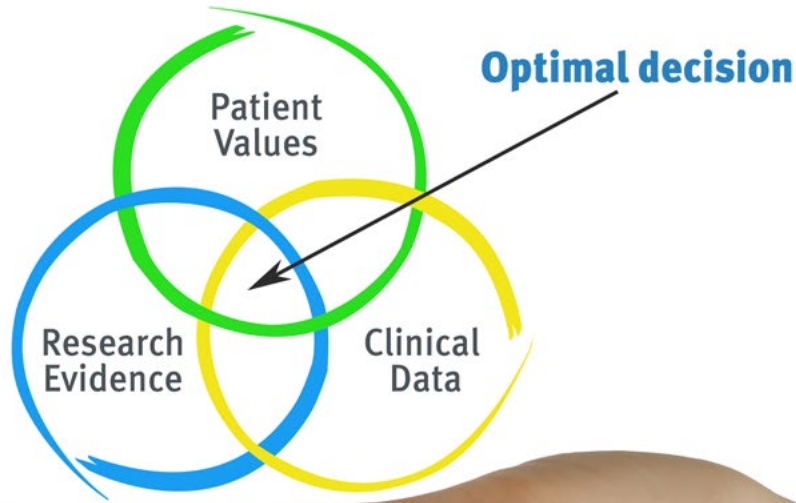 Optimal decision
Patient
Values
Research
Evidence
Clinical
Data